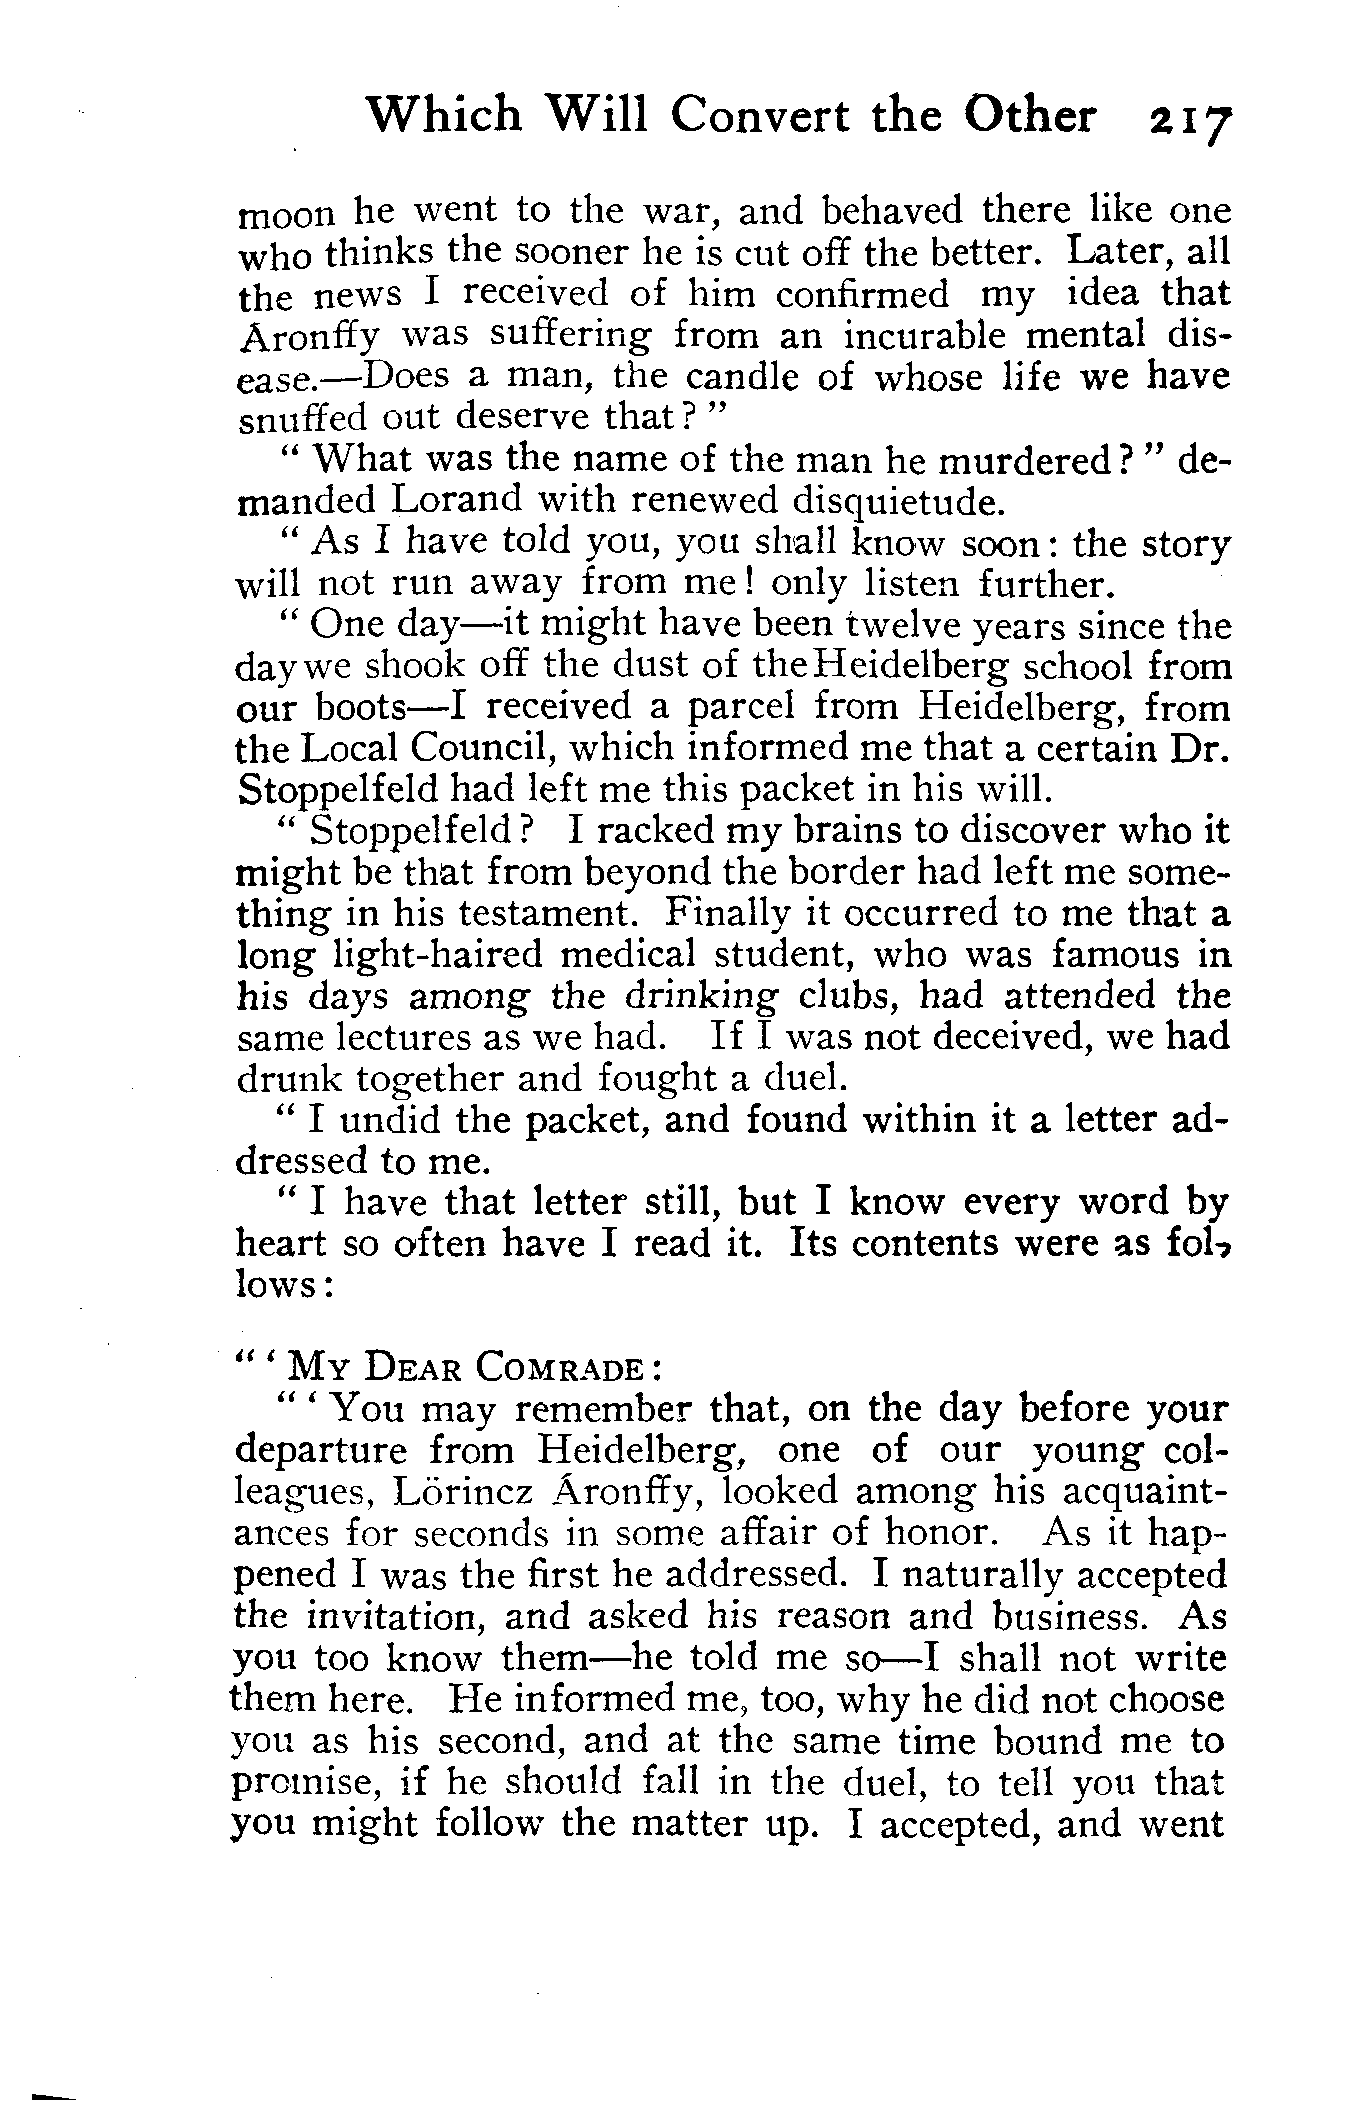 Which Will Convert the Other 217
moon he went to the war, and behaved there like one
who thinks the sooner he is cut off the better. Later, all
the news I received of him confirmed my idea that
Áronffy was suffering from an incurable mental dis-
ease.—Does a man, the candle of whose life we have
snuffed out deserve that?"
"What was the name of the man he murdered?" de-
manded Lorand with renewed disquietude.
"As I have told you, you shall know soon: the story
will not run away from me! only listen further.
"One day—it might have been twelve years since the
day we shook off the dust of the Heidelberg school from
our boots—I received a parcel from Heidelberg, from
the Local Council, which informed me that a certain Dr.
Stoppelfeld had left me this packet in his will.
"Stoppelfeld? I racked my brains to discover who it
might be that from beyond the border had left me some-
thing in his testament. Finally it occurred to me that a
long light-haired medical student, who was famous in
his days among the drinking clubs, had attended the
same lectures as we had. If I was not deceived, we had
drunk together and fought a duel.
"I undid the packet, and found within it a letter ad-
dressed to me.
"I have that letter still, but I know every word by
heart so often have I read it. Its contents were as fol-
lows:
"'MY DEAR COMRADE:
"'You may remember that, on the day before your
departure from Heidelberg, one of our young col-
leagues, Lörincz Áronffy, looked among his acquaint-
ances for seconds in some affair of honor. As it hap-
pened I was the first he addressed. I naturally accepted
the invitation, and asked his reason and business. As
you too know them—he told me so—I shall not write
them here. He informed me, too, why he did not choose
you as his second, and at the same time bound me to
promise, if he should fall in the duel, to tell you that
you might follow the matter up. I accepted, and went